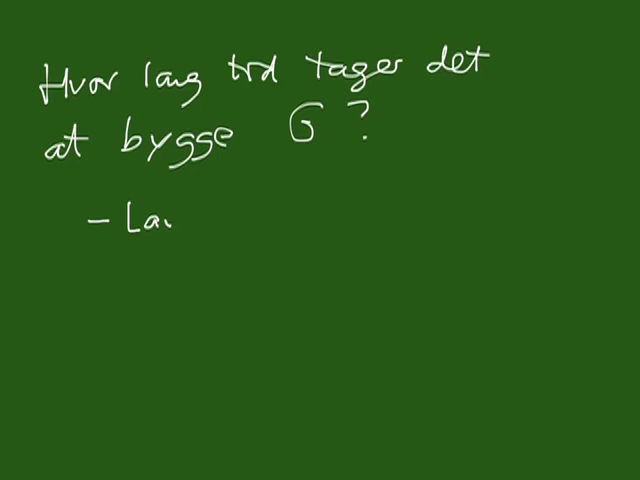 Hvor lang tid tager det
at bygge G ?
- La